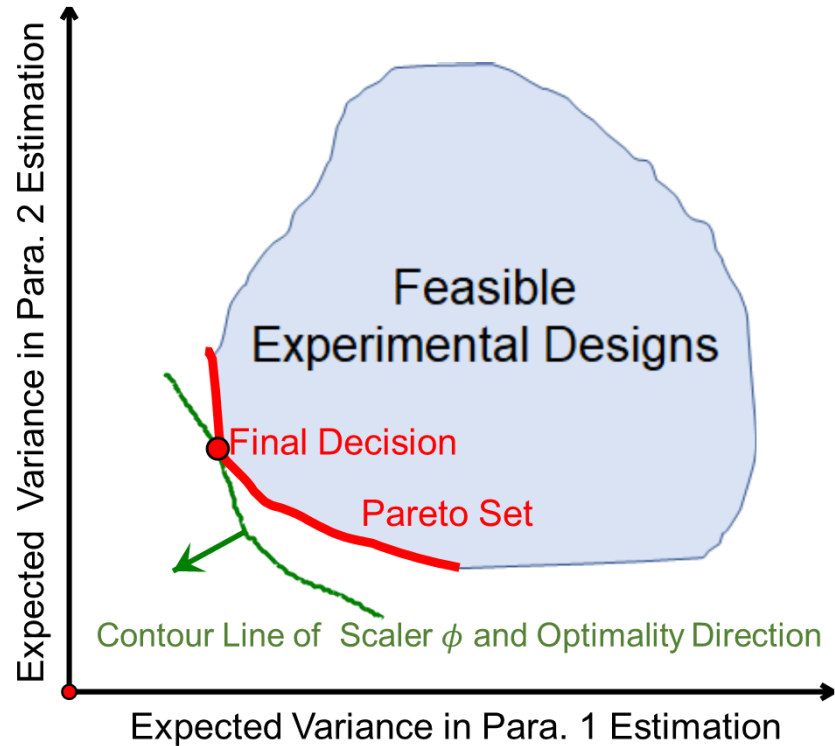 Expected Variance in Para. 2 Estimation
Feasible
Experimental Designs
Final Decision
Pareto Set
Contour Line of Scaler ϕ and Optimality Direction
Expected Variance in Para. 1 Estimation